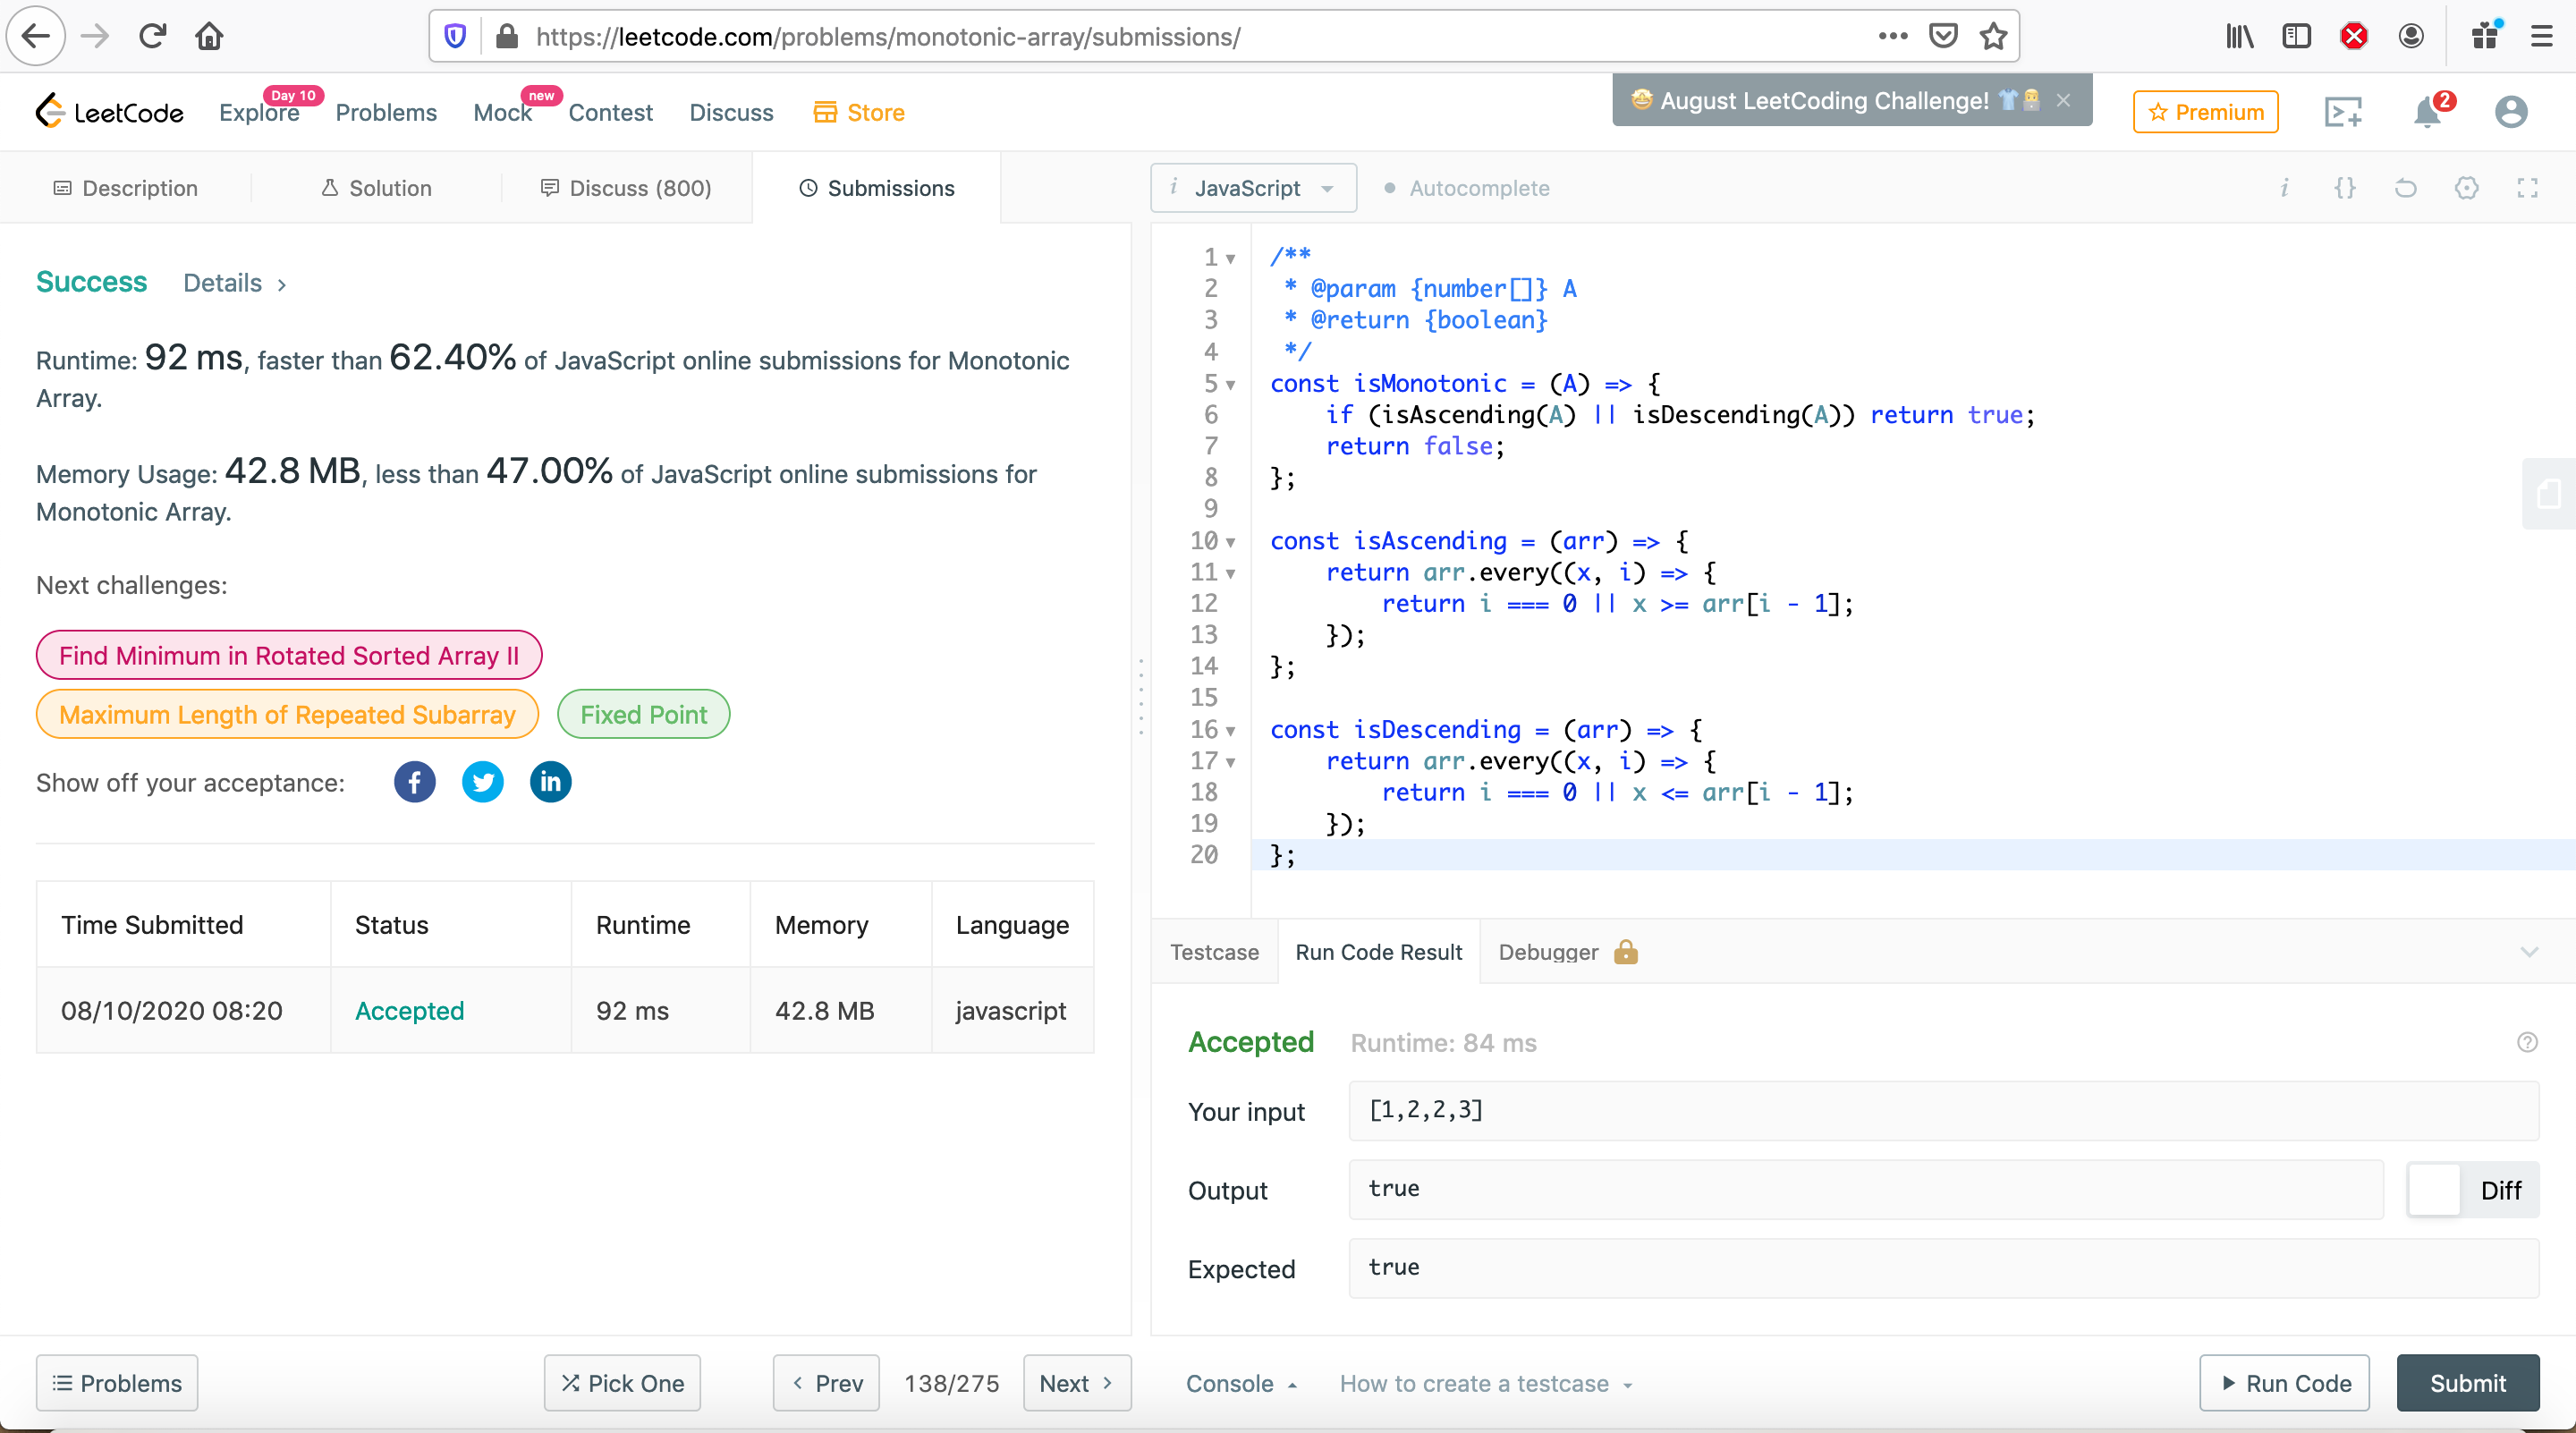 https://leetcode.com/problems/monotonic-array/submissions/
LeetCode
Explore
Day 10
Problems
Mock
new
Contest
Discuss
Store
🤩 August LeetCoding Challenge! 👕
Premium
2
Description
Solution
Discuss (800)
Submissions
i JavaScript
Autocomplete
i {}
Success Details >
Runtime: 92 ms, faster than 62.40% of JavaScript online submissions for Monotonic
Array.
Memory Usage: 42.8 MB, less than 47.00% of JavaScript online submissions for
Monotonic Array.
Next challenges:
Find Minimum in Rotated Sorted Array II
Maximum Length of Repeated Subarray
Fixed Point
Show off your acceptance:
f
in
Time Submitted Status Runtime Memory Language
08/10/2020 08:20 Accepted 92 ms 42.8 MB javascript
1 /**
2 * @param {number[]} A
3 * @return {boolean}
4 */
5 const isMonotonic = (A) => {
6     if (isAscending(A) || isDescending(A)) return true;
7     return false;
8 };
9
10 const isAscending = (arr) => {
11     return arr.every((x, i) => {
12         return i === 0 || x >= arr[i - 1];
13     });
14 };
15
16 const isDescending = (arr) => {
17     return arr.every((x, i) => {
18         return i === 0 || x <= arr[i - 1];
19     });
20 };
Testcase
Run Code Result
Debugger
Accepted Runtime: 84 ms
?
Your input [1,2,2,3]
Output true
Diff
Expected true
Problems
Pick One
< Prev
138/275
Next >
Console
How to create a testcase
Run Code
Submit